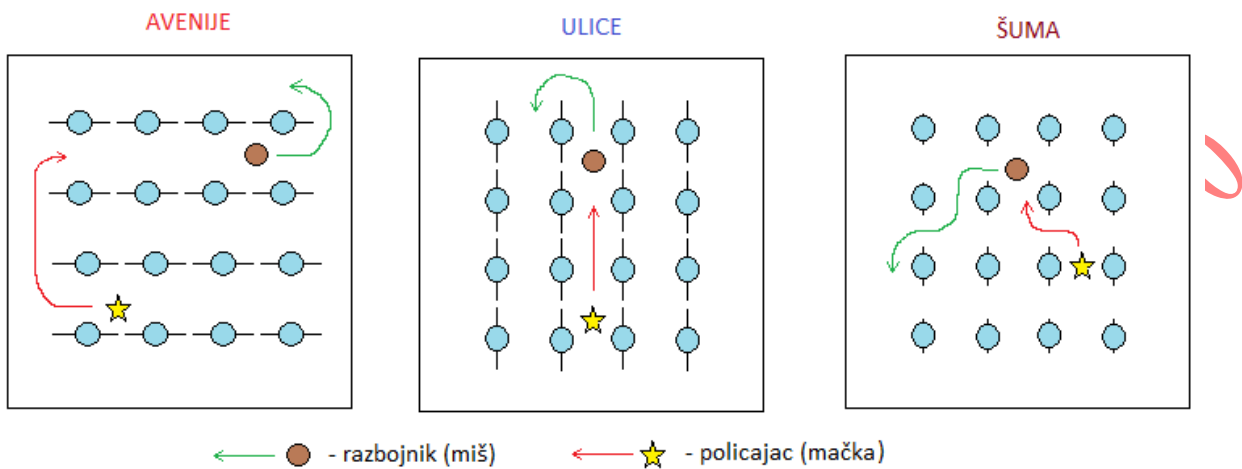 AVENIJE
ULICE
ŠUMA
- razbojnik (miš)
- policajac (mačka)